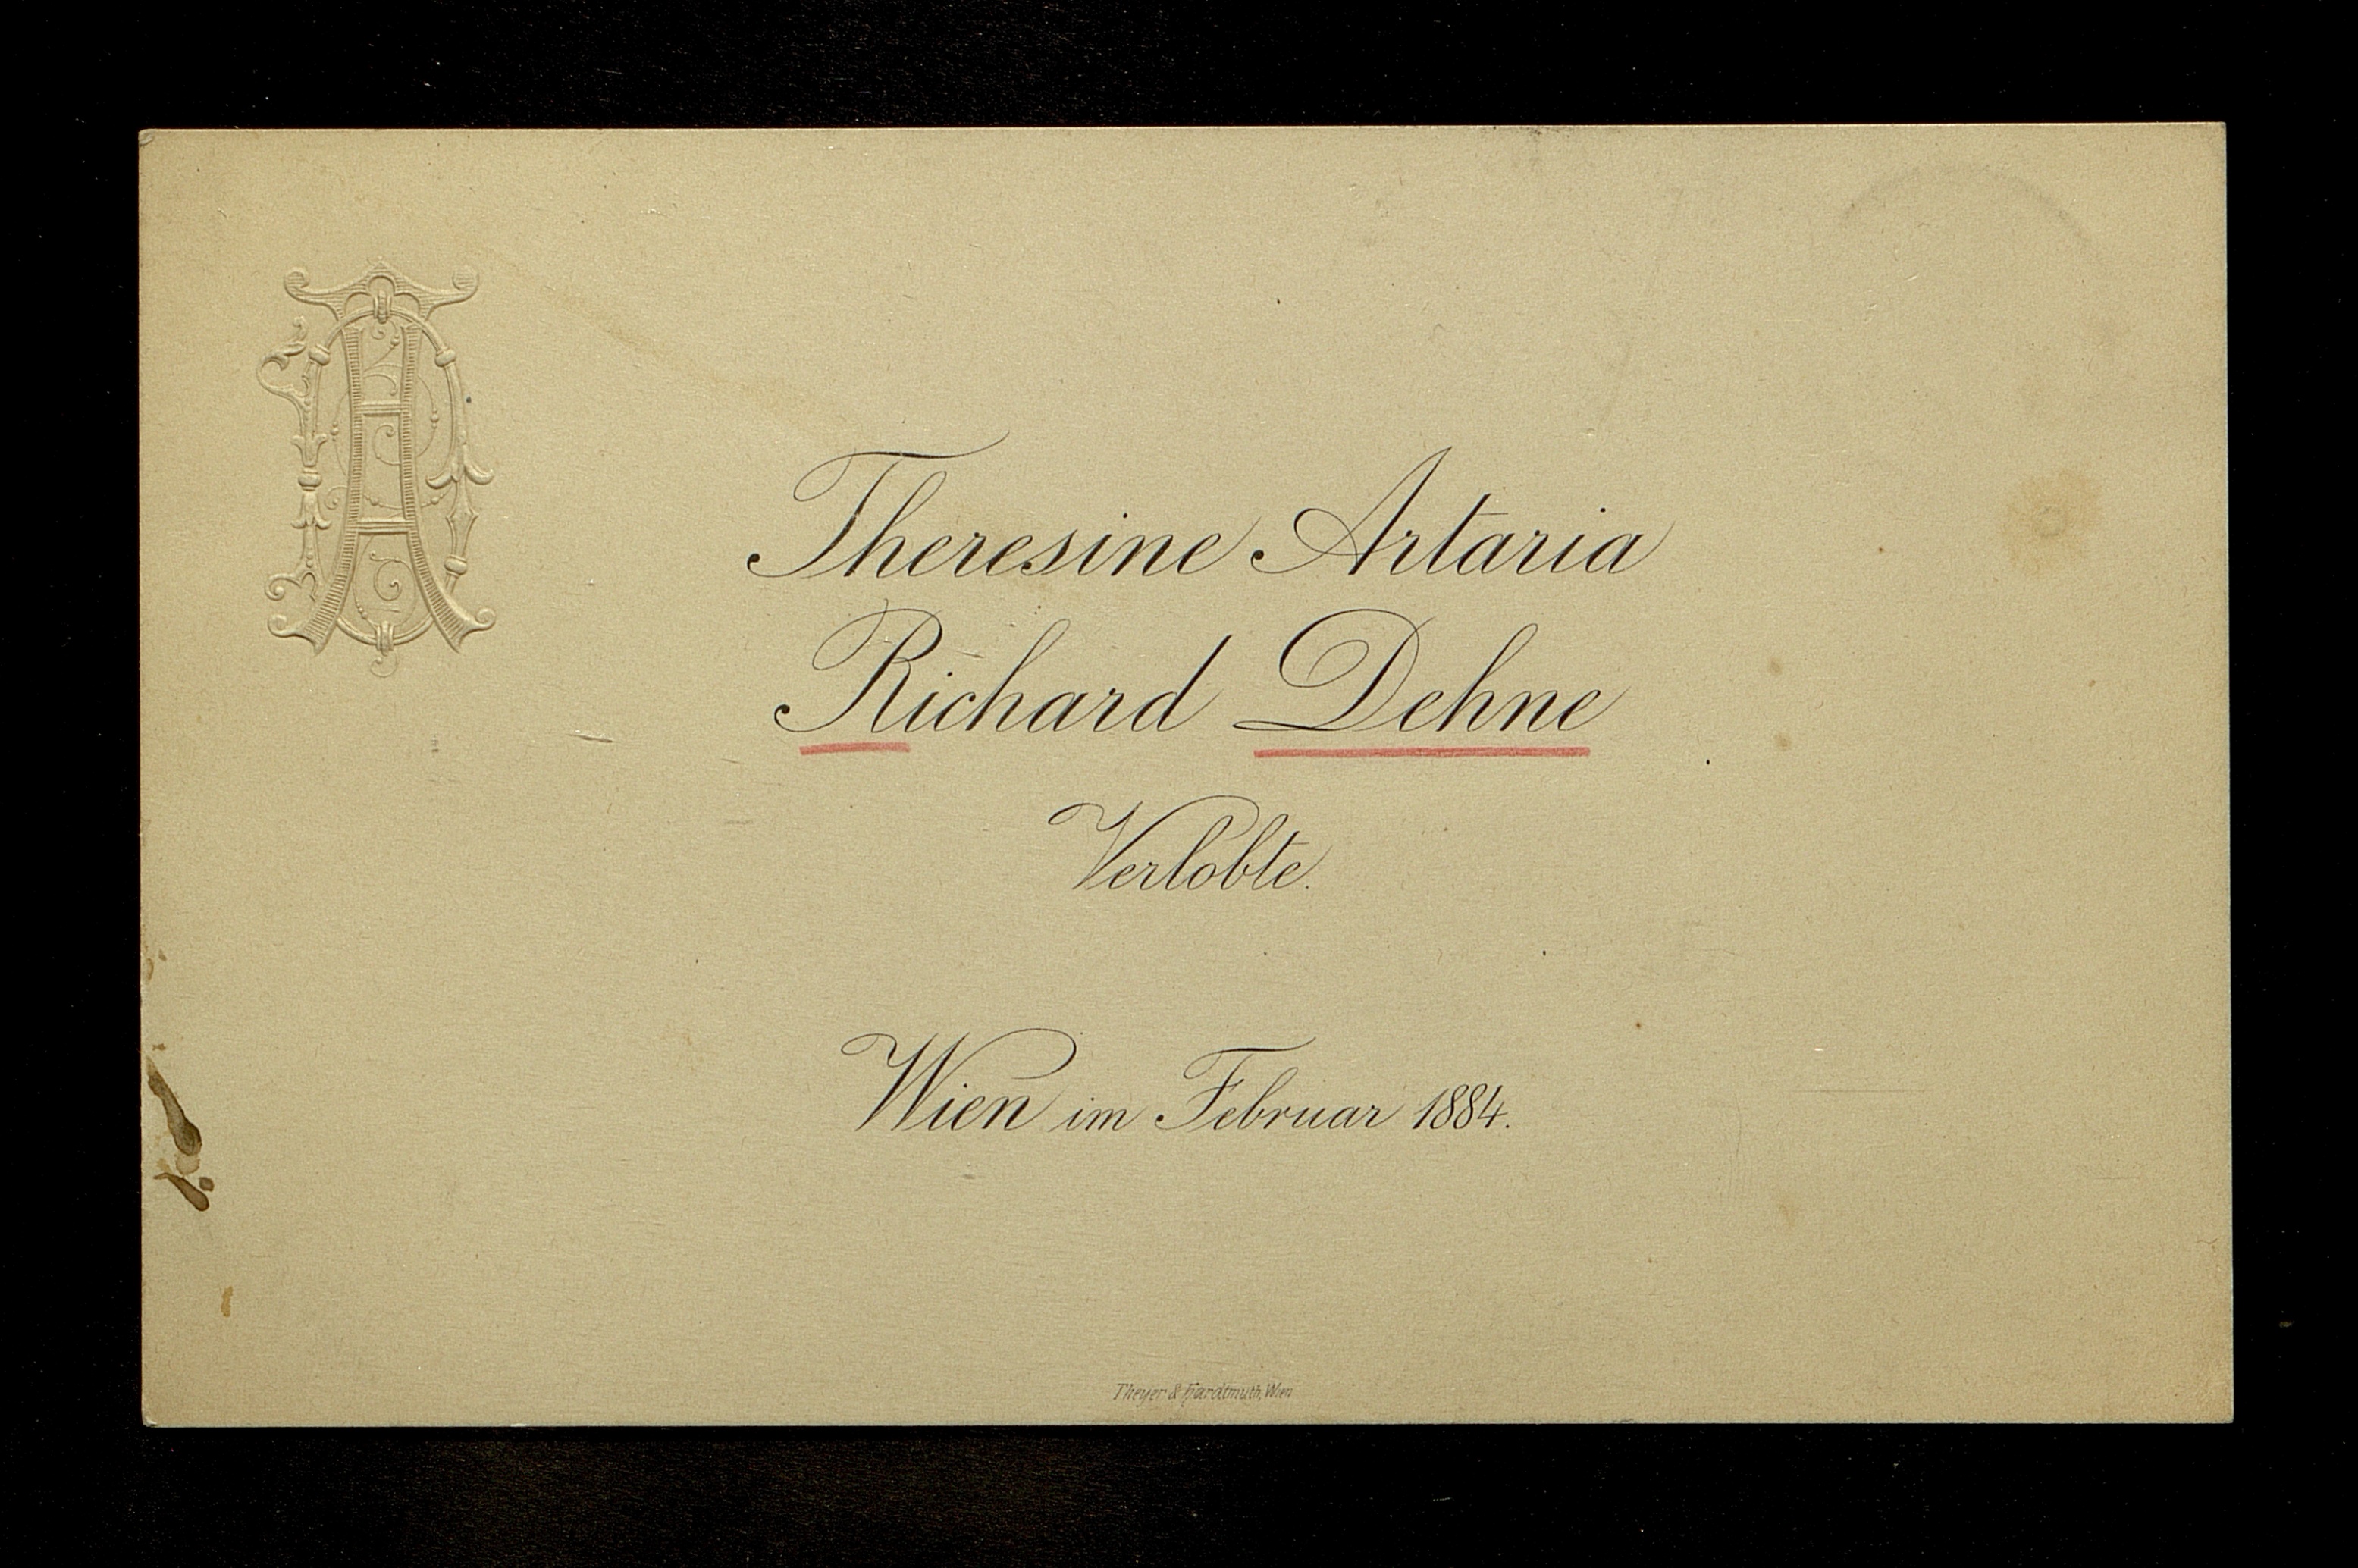 Theresine Artaria
Richard Dehne
Verlobte.
Wien im Februar 1884.
Theyer & Hardtmuth, Wien